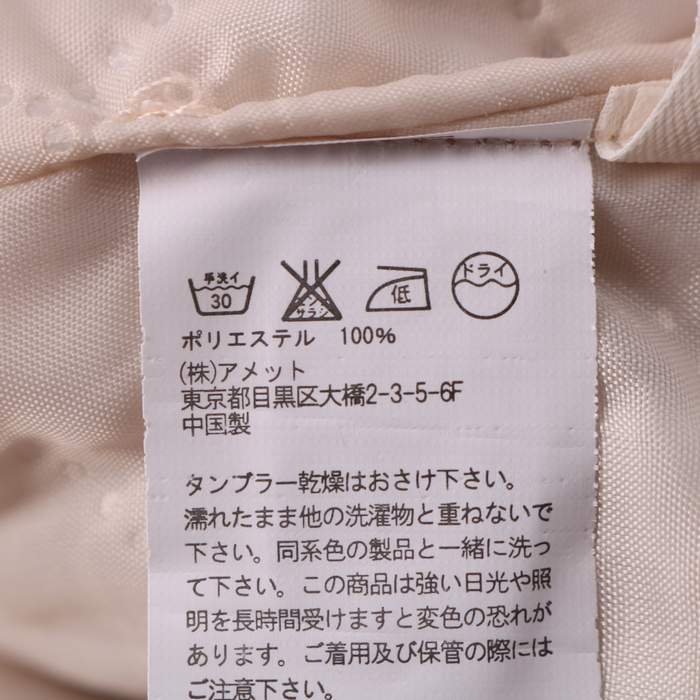 手洗イ エンソサラシ 低 ドライ
30
ポリエステル 100%
(株)アメット
東京都目黒区大橋2-3-5-6F
中国製
タンブラー乾燥はおさけ下さい。
濡れたまま他の洗濯物と重ねないで
下さい。同系色の製品と一緒に洗っ
て下さい。この商品は強い日光や照
明を長時間受けますと変色の恐れが
あります。ご着用及び保管の際には
ご注意下さい。